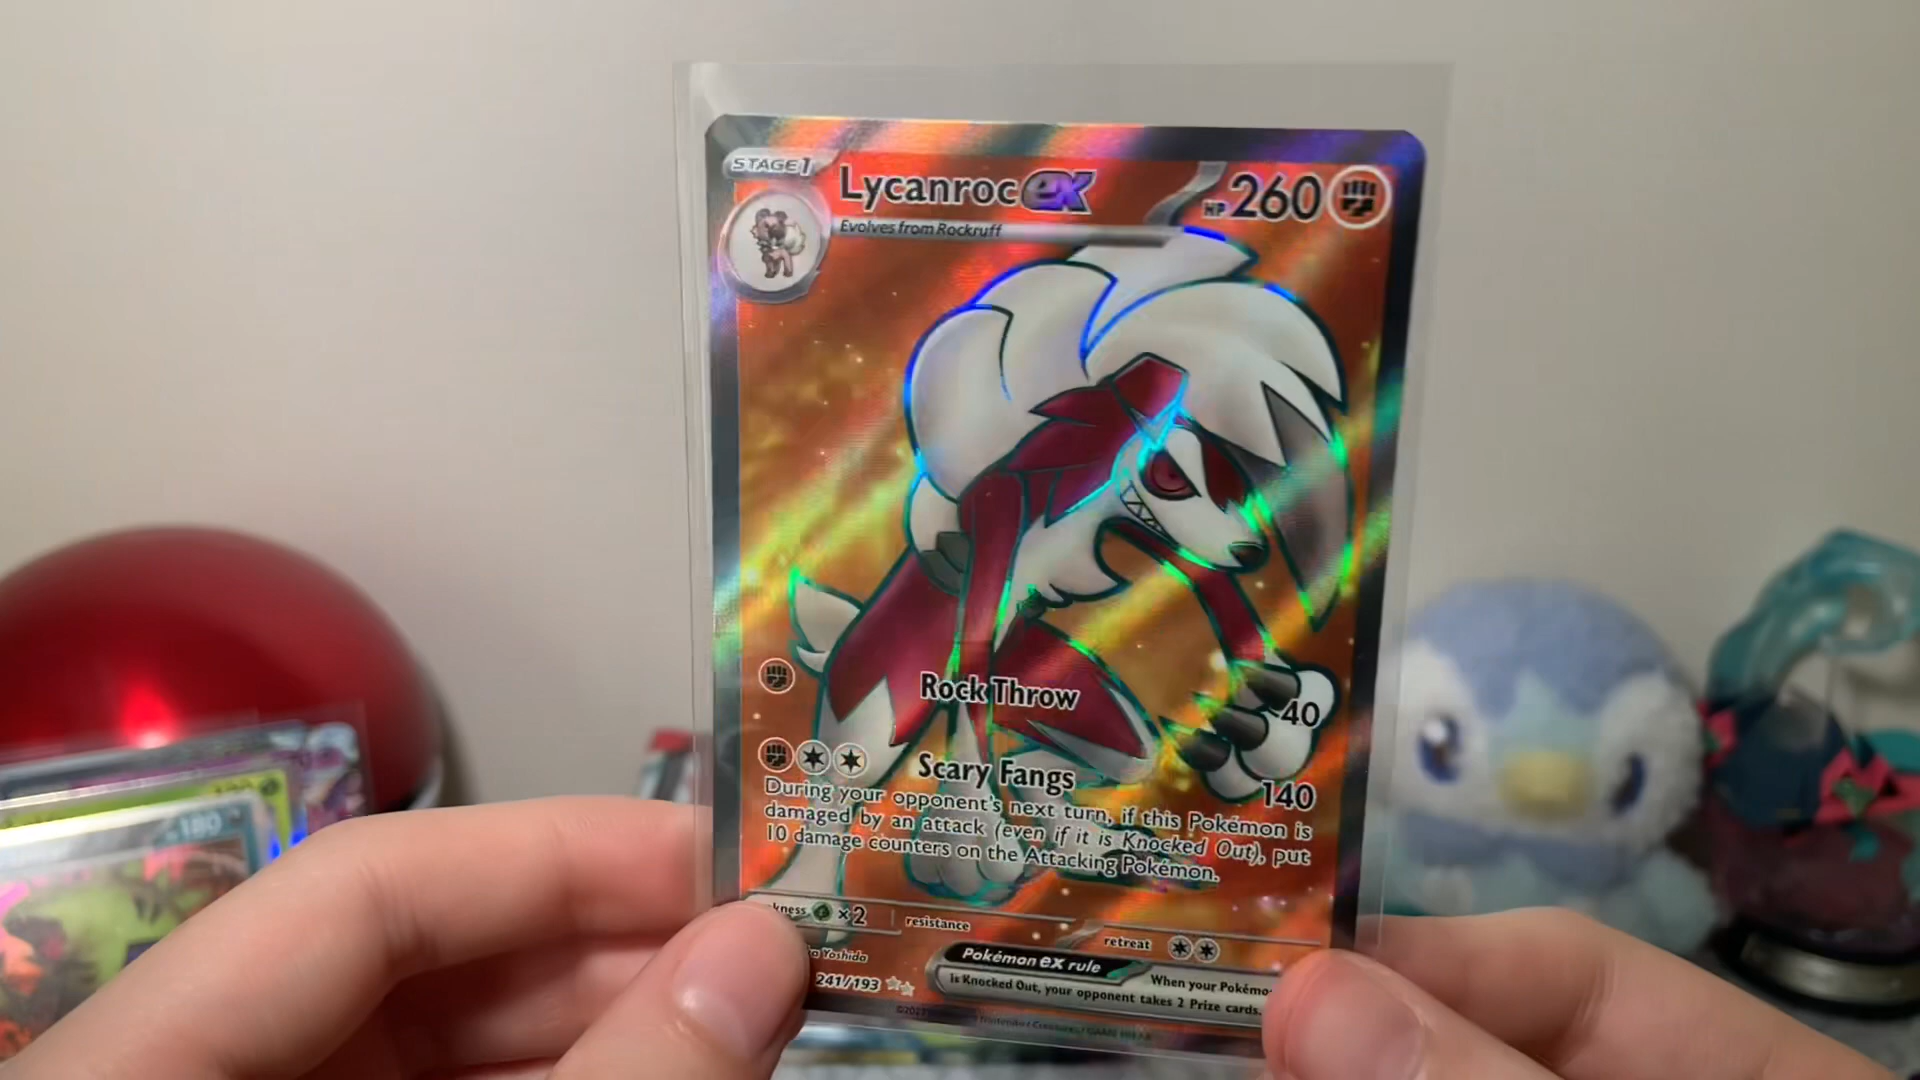 STAGE1
Lycanroc ex
HP 260
Evolves from Rockruff
Rock Throw
40
Scary Fangs
140
During your opponent's next turn, if this Pokémon is
damaged by an attack (even if it is Knocked Out), put
10 damage counters on the Attacking Pokémon.
×2
resistance
retreat
Yoshida
Pokémon ex rule
When your
is Knocked Out, your opponent takes 2 Prize cards.
241/193
180